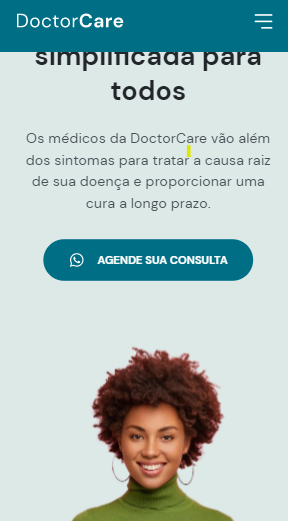 DoctorCare
simplificada para
todos
Os médicos da DoctorCare vão além
dos sintomas para tratar a causa raiz
de sua doença e proporcionar uma
cura a longo prazo.
AGENDE SUA CONSULTA